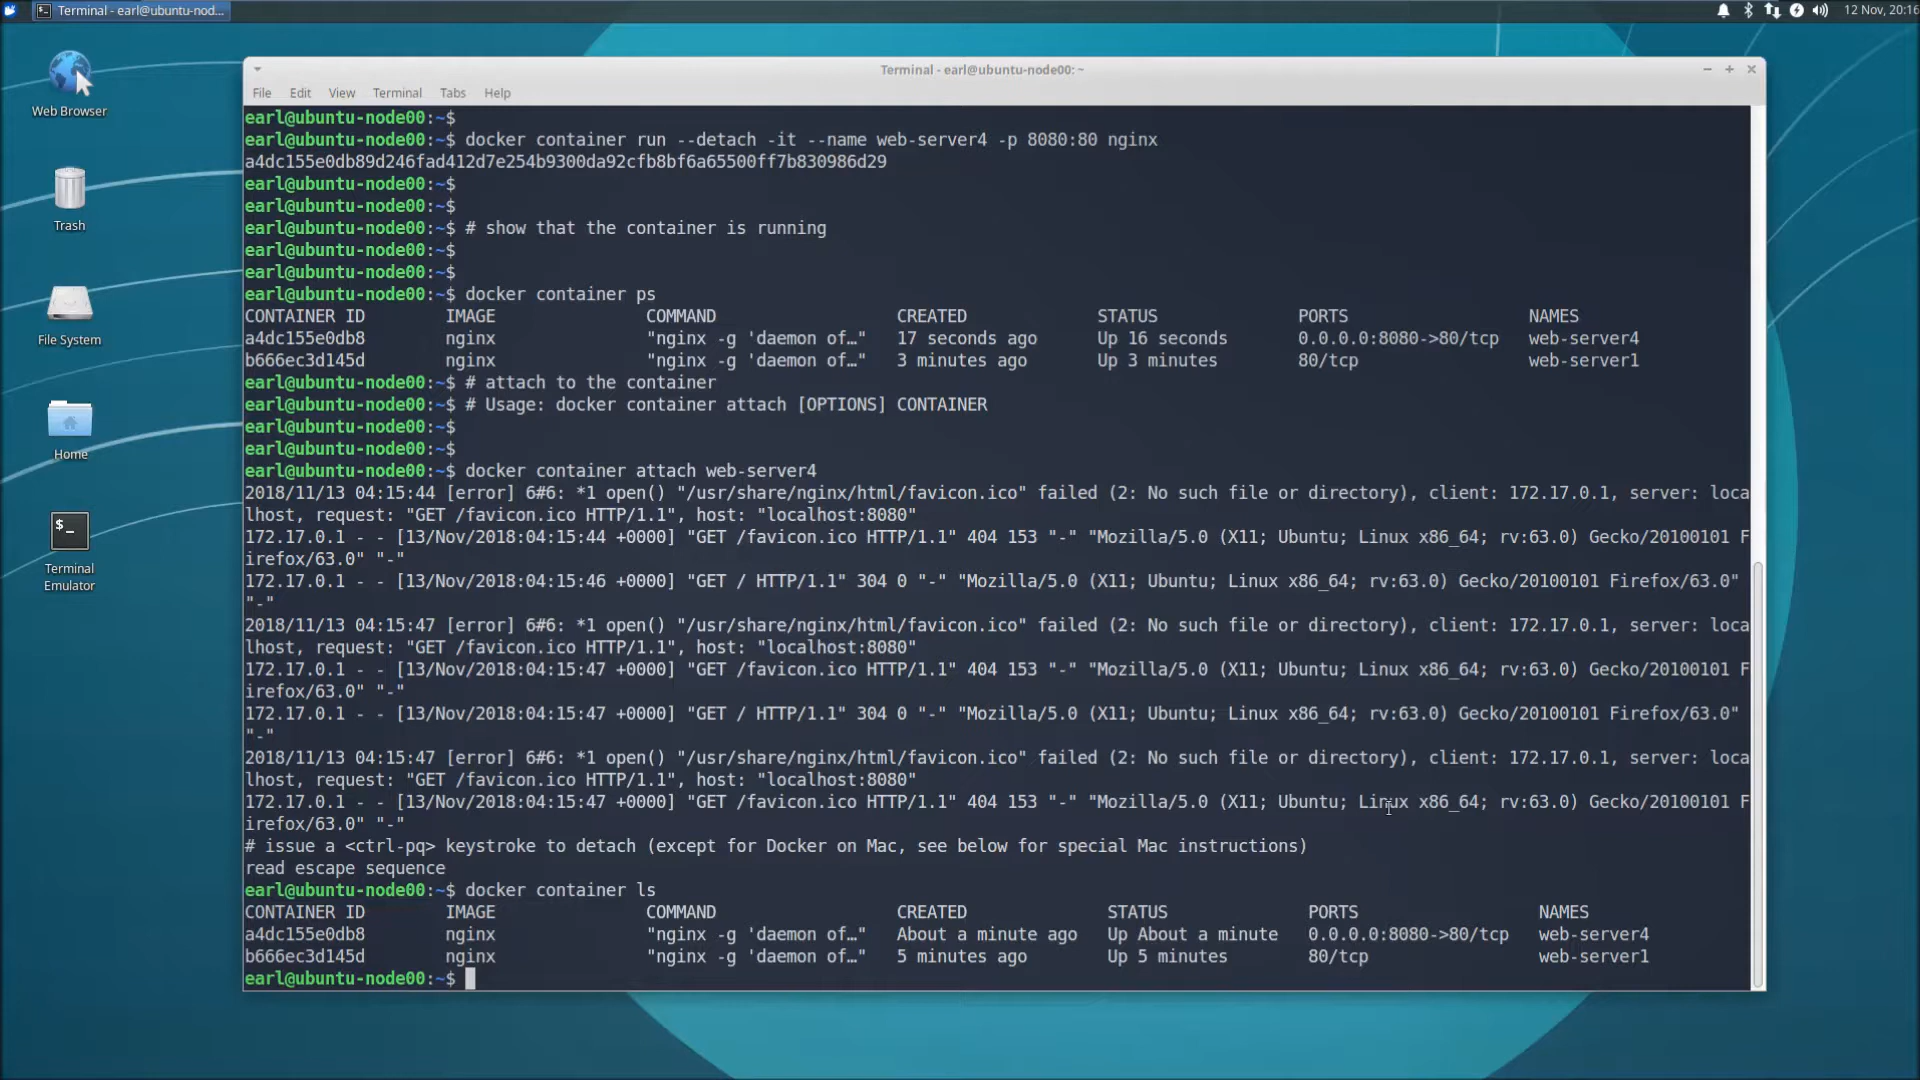 Terminal - earl@ubuntu-nod...
12 Nov, 20:16
Web Browser
Trash
File System
Home
Terminal
Emulator
Terminal - earl@ubuntu-node00: ~
File Edit View Terminal Tabs Help
earl@ubuntu-node00:~$
earl@ubuntu-node00:~$ docker container run --detach -it --name web-server4 -p 8080:80 nginx
a4dc155e0db89d246fad412d7e254b9300da92cfb8bf6a65500ff7b830986d29
earl@ubuntu-node00:~$
earl@ubuntu-node00:~$
earl@ubuntu-node00:~$ # show that the container is running
earl@ubuntu-node00:~$
earl@ubuntu-node00:~$
earl@ubuntu-node00:~$ docker container ps
CONTAINER ID IMAGE COMMAND CREATED STATUS PORTS NAMES
a4dc155e0db8 nginx "nginx -g 'daemon of…" 17 seconds ago Up 16 seconds 0.0.0.0:8080->80/tcp web-server4
b666ec3d145d nginx "nginx -g 'daemon of…" 3 minutes ago Up 3 minutes 80/tcp web-server1
earl@ubuntu-node00:~$ # attach to the container
earl@ubuntu-node00:~$ # Usage: docker container attach [OPTIONS] CONTAINER
earl@ubuntu-node00:~$
earl@ubuntu-node00:~$
earl@ubuntu-node00:~$ docker container attach web-server4
2018/11/13 04:15:44 [error] 6#6: *1 open() "/usr/share/nginx/html/favicon.ico" failed (2: No such file or directory), client: 172.17.0.1, server: loca
lhost, request: "GET /favicon.ico HTTP/1.1", host: "localhost:8080"
172.17.0.1 - - [13/Nov/2018:04:15:44 +0000] "GET /favicon.ico HTTP/1.1" 404 153 "-" "Mozilla/5.0 (X11; Ubuntu; Linux x86_64; rv:63.0) Gecko/20100101 F
irefox/63.0" "-"
172.17.0.1 - - [13/Nov/2018:04:15:46 +0000] "GET / HTTP/1.1" 304 0 "-" "Mozilla/5.0 (X11; Ubuntu; Linux x86_64; rv:63.0) Gecko/20100101 Firefox/63.0"
"-"
2018/11/13 04:15:47 [error] 6#6: *1 open() "/usr/share/nginx/html/favicon.ico" failed (2: No such file or directory), client: 172.17.0.1, server: loca
lhost, request: "GET /favicon.ico HTTP/1.1", host: "localhost:8080"
172.17.0.1 - - [13/Nov/2018:04:15:47 +0000] "GET /favicon.ico HTTP/1.1" 404 153 "-" "Mozilla/5.0 (X11; Ubuntu; Linux x86_64; rv:63.0) Gecko/20100101 F
irefox/63.0" "-"
172.17.0.1 - - [13/Nov/2018:04:15:47 +0000] "GET / HTTP/1.1" 304 0 "-" "Mozilla/5.0 (X11; Ubuntu; Linux x86_64; rv:63.0) Gecko/20100101 Firefox/63.0"
"-"
2018/11/13 04:15:47 [error] 6#6: *1 open() "/usr/share/nginx/html/favicon.ico" failed (2: No such file or directory), client: 172.17.0.1, server: loca
lhost, request: "GET /favicon.ico HTTP/1.1", host: "localhost:8080"
172.17.0.1 - - [13/Nov/2018:04:15:47 +0000] "GET /favicon.ico HTTP/1.1" 404 153 "-" "Mozilla/5.0 (X11; Ubuntu; Linux x86_64; rv:63.0) Gecko/20100101 F
irefox/63.0" "-"
# issue a <ctrl-pq> keystroke to detach (except for Docker on Mac, see below for special Mac instructions)
read escape sequence
earl@ubuntu-node00:~$ docker container ls
CONTAINER ID IMAGE COMMAND CREATED STATUS PORTS NAMES
a4dc155e0db8 nginx "nginx -g 'daemon of…" About a minute ago Up About a minute 0.0.0.0:8080->80/tcp web-server4
b666ec3d145d nginx "nginx -g 'daemon of…" 5 minutes ago Up 5 minutes 80/tcp web-server1
earl@ubuntu-node00:~$